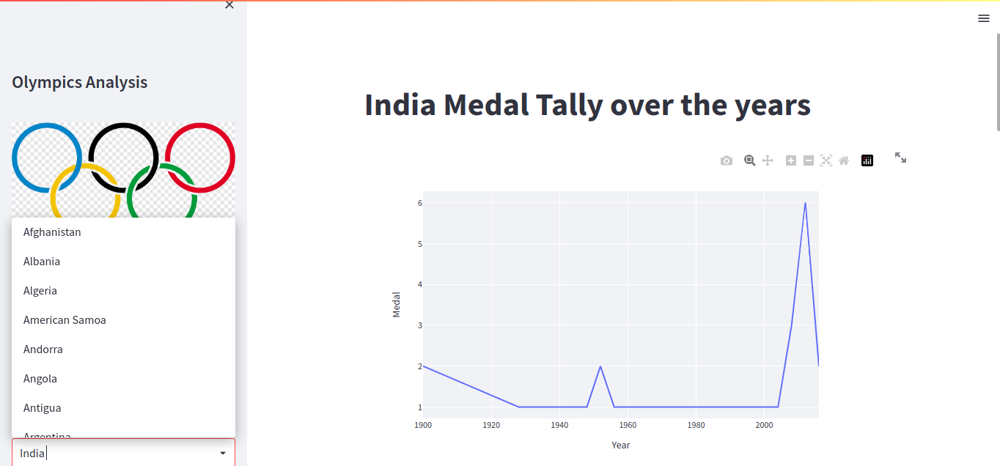 Olympics Analysis
Afghanistan
Albania
Algeria
American Samoa
Andorra
Angola
Antigua
Argentina
India
India Medal Tally over the years
6
5
4
3
2
1
Medal
1900 1920 1940 1960 1980 2000
Year